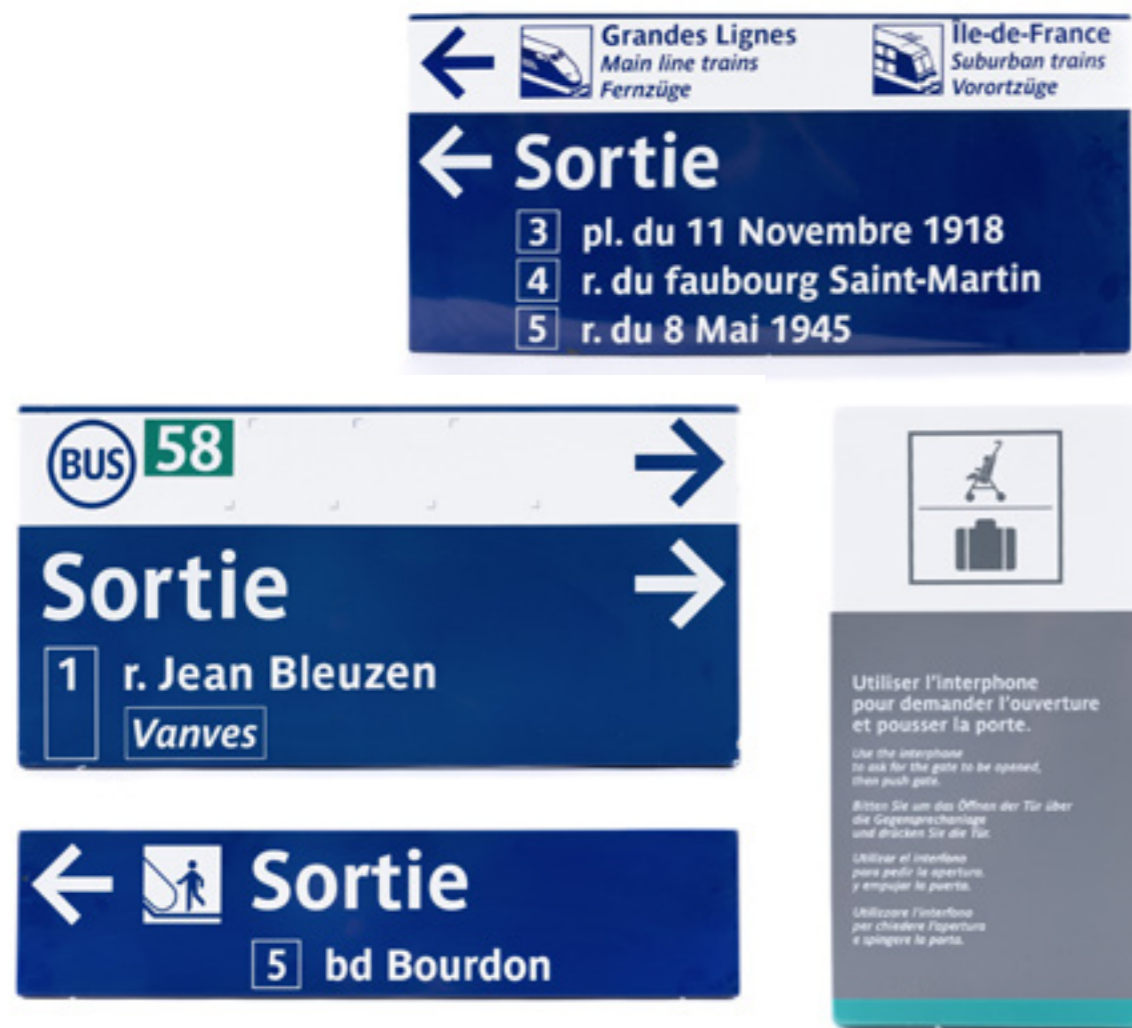 Grandes Lignes
Main line trains
Fernzüge
Île-de-France
Suburban trains
Vorortzüge
Sortie
3 pl. du 11 Novembre 1918
4 r. du faubourg Saint-Martin
5 r. du 8 Mai 1945
BUS 58
Sortie
1 r. Jean Bleuzen
Vanves
Sortie
5 bd Bourdon
Utiliser l'interphone
pour demander l'ouverture
et pousser la porte.
Use the interphone
to ask for the gate to be opened,
then push gate.
Bitten Sie um das Öffnen der Tür über
die Gegensprechanlage
und drücken Sie die Tür.
Utilizar el interfono
para pedir la apertura.
y empujar la puerta.
Utilizzare l'interfono
per chiedere l'apertura
e spingere la porta.